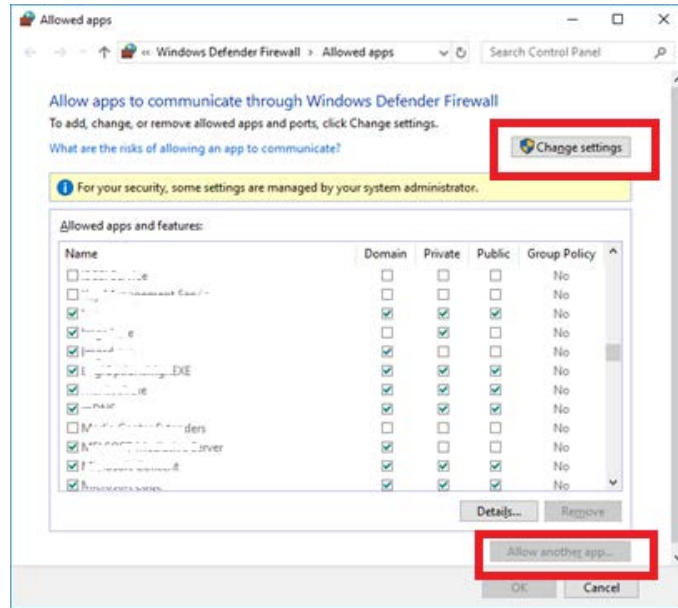 Allowed apps
« Windows Defender Firewall › Allowed apps
Search Control Panel
Allow apps to communicate through Windows Defender Firewall
To add, change, or remove allowed apps and ports, click Change settings.
What are the risks of allowing an app to communicate?
Change settings
For your security, some settings are managed by your system administrator.
Allowed apps and features:
Name Domain Private Public Group Policy
No
No
No
No
No
.EXE No
No
No
No
No
No
No
Details... Remove
Allow another app...
OK Cancel